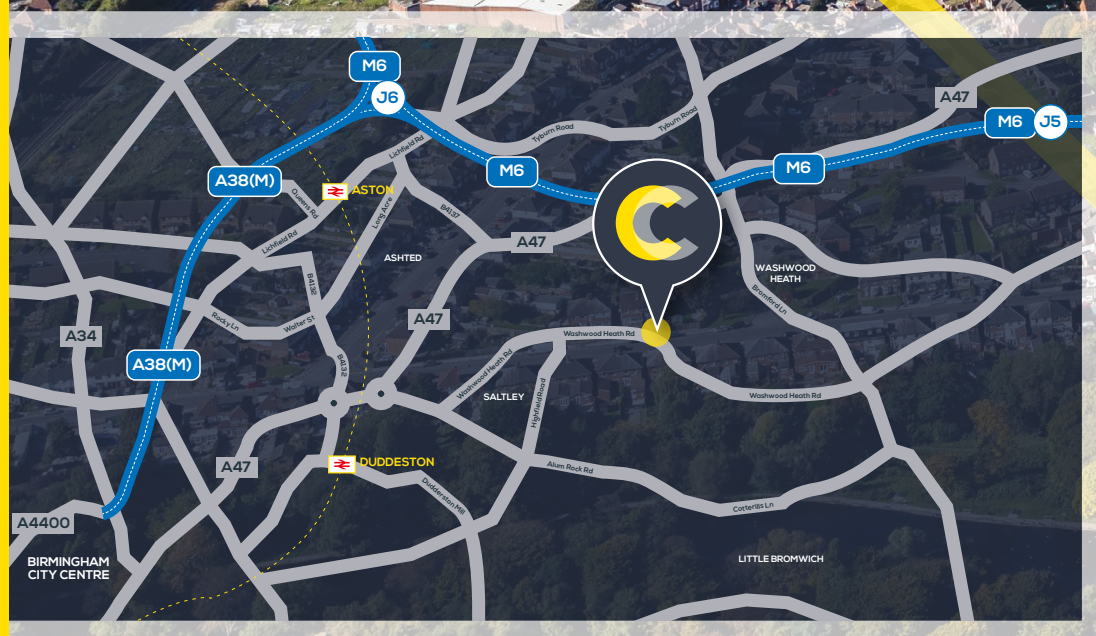 M6
J6
A47
M6
J5
Tyburn Road
Tyburn Road
Lichfield Rd
M6
M6
A38(M)
ASTON
Queens Rd
Long Acre
B4137
Lichfield Rd
A47
ASHTED
WASHWOOD
HEATH
B4132
Bromford Ln
Rocky Ln
Walter St
A47
A34
Washwood Heath Rd
A38(M)
B4132
Washwood Heath Rd
SALTLEY
Highfield Road
Washwood Heath Rd
A47
DUDDESTON
Alum Rock Rd
Dudderston Mill
Cotterills Ln
A4400
BIRMINGHAM
CITY CENTRE
LITTLE BROMWICH